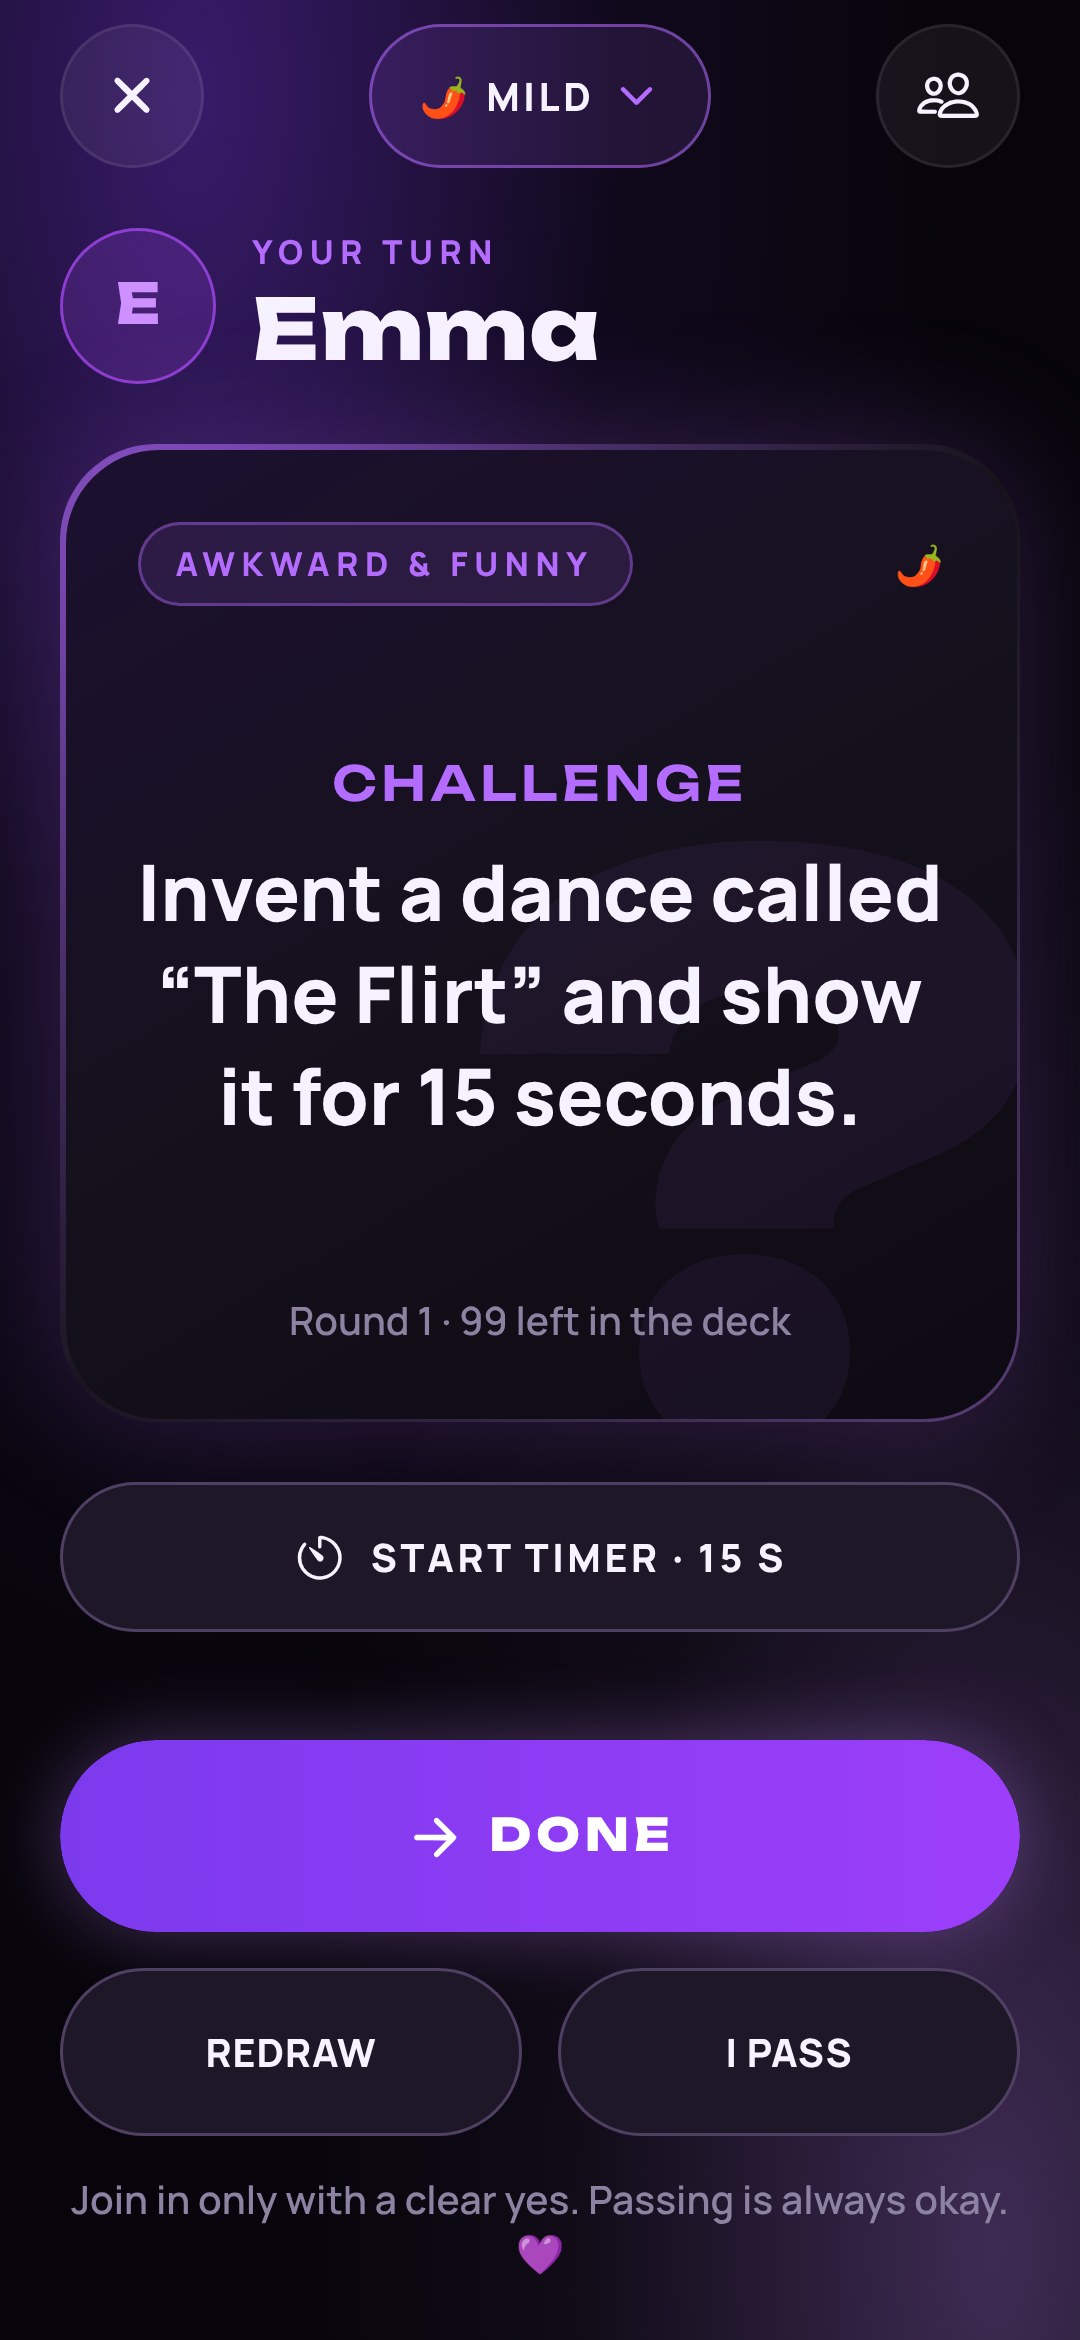 🌶️ MILD
YOUR TURN
E
Emma
AWKWARD & FUNNY 🌶️
CHALLENGE
Invent a dance called
“The Flirt” and show
it for 15 seconds.
Round 1 · 99 left in the deck
START TIMER · 15 S
→ DONE
REDRAW
I PASS
Join in only with a clear yes. Passing is always okay.
💜